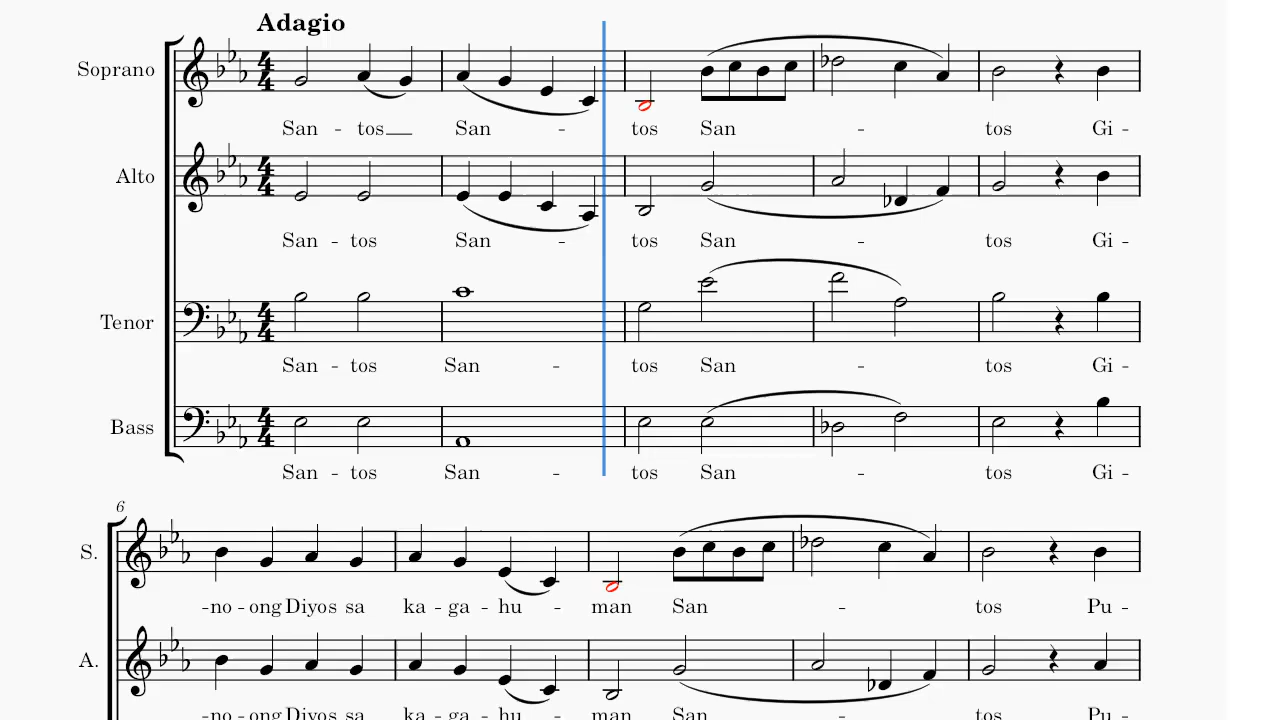 Adagio
Soprano
San - tos San - tos San - tos Gi -
Alto
San - tos San - tos San - tos Gi -
Tenor
San - tos San - tos San - tos Gi -
Bass
San - tos San - tos San - tos Gi -
6
S.
-no - ong Diyos sa ka - ga - hu - man San - tos Pu -
A.
-no - ong Diyos sa ka - ga - hu - man San - tos Pu -